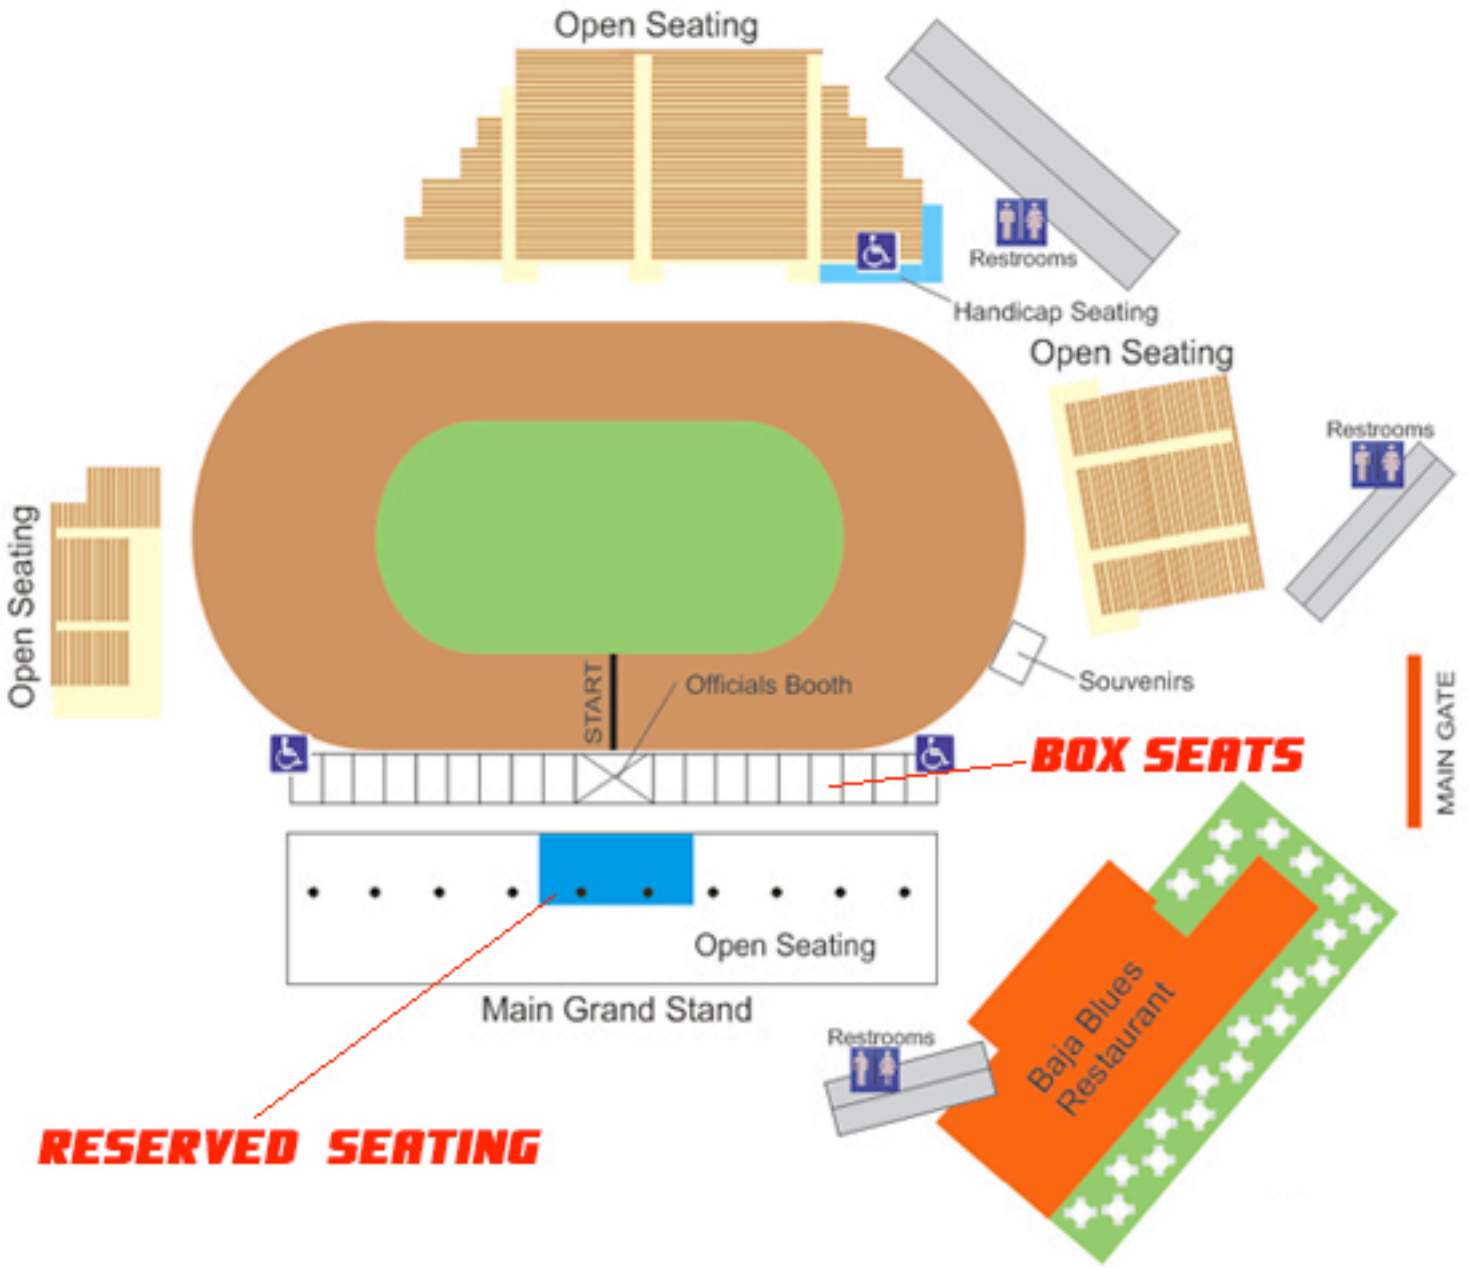 Open Seating
Restrooms
Handicap Seating
Open Seating
Restrooms
Open Seating
START
Officials Booth
Souvenirs
MAIN GATE
BOX SEATS
Open Seating
Main Grand Stand
Restrooms
Baja Blues
Restaurant
RESERVED SEATING